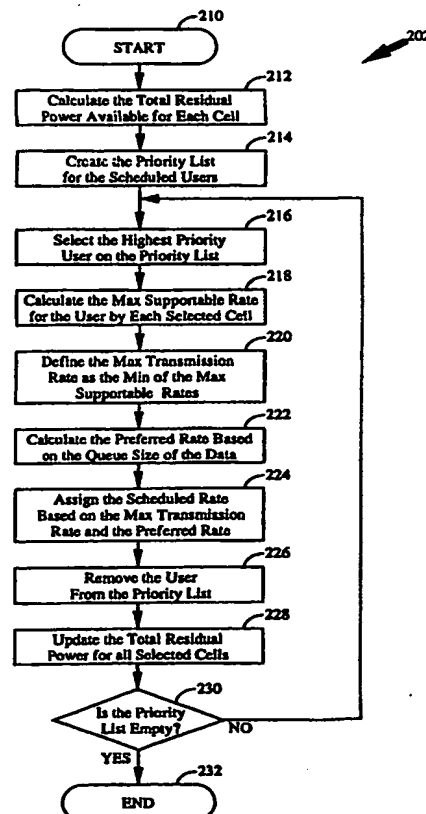 210
START
202
212
Calculate the Total Residual
Power Available for Each Cell
214
Create the Priority List
for the Scheduled Users
216
Select the Highest Priority
User on the Priority List
218
Calculate the Max Supportable Rate
for the User by Each Selected Cell
220
Define the Max Transmission
Rate as the Min of the Max
Supportable Rates
222
Calculate the Preferred Rate Based
on the Queue Size of the Data
224
Assign the Scheduled Rate
Based on the Max Transmission
Rate and the Preferred Rate
226
Remove the User
From the Priority List
228
Update the Total Residual
Power for all Selected Cells
230
Is the Priority
List Empty?
NO
YES
232
END